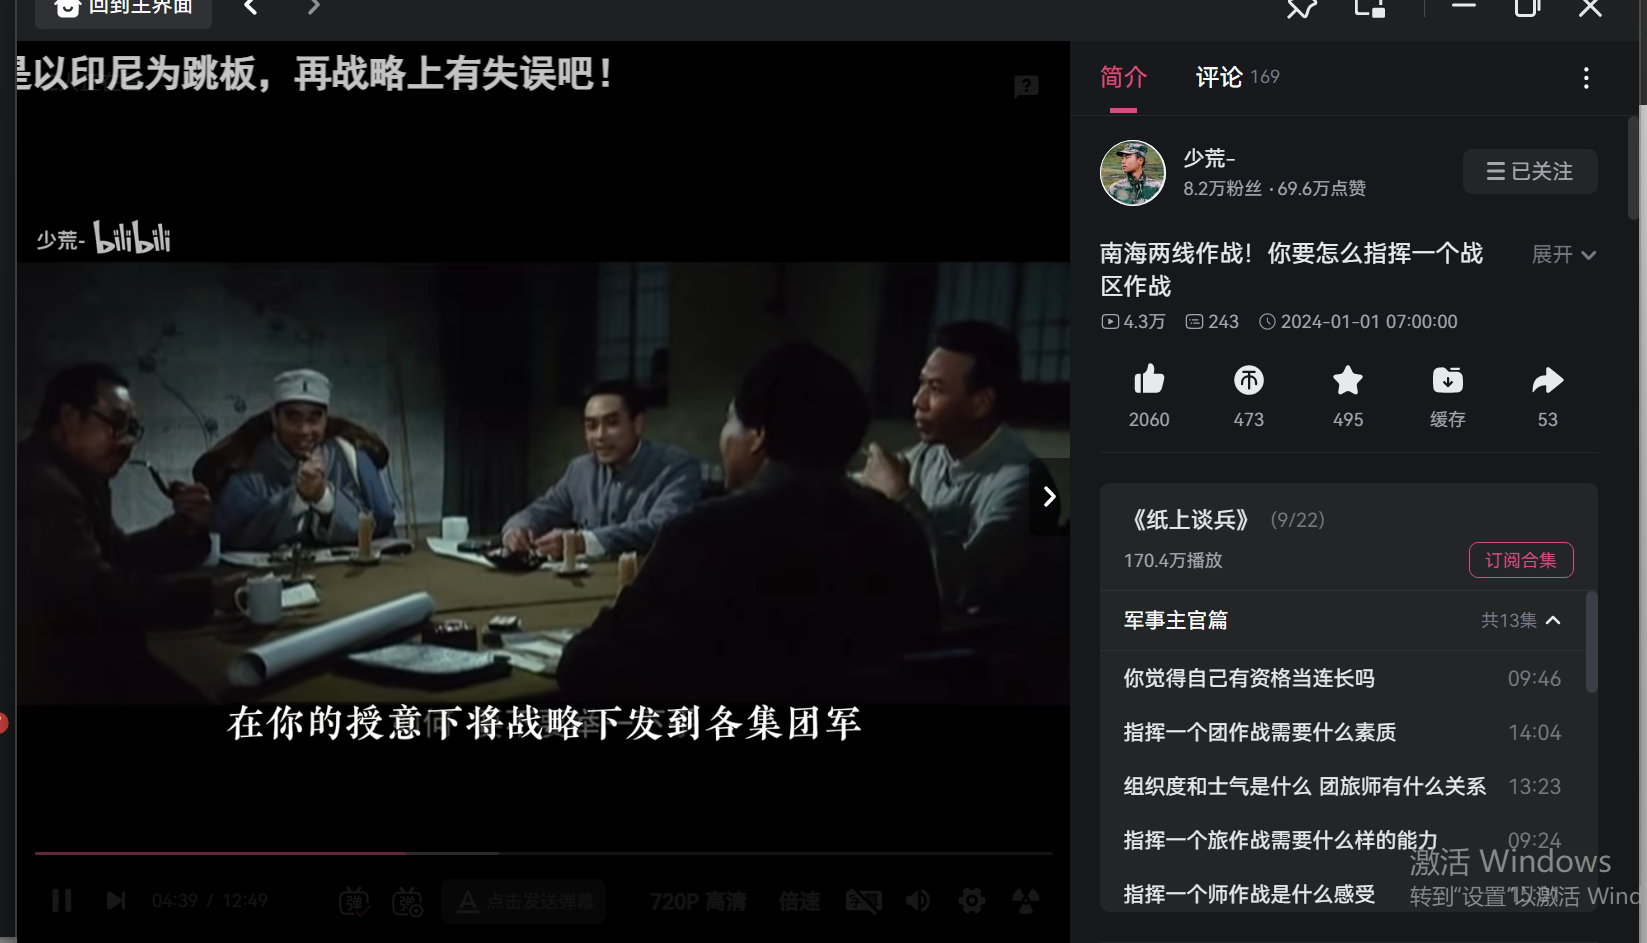 回到主界面
是以印尼为跳板，再战略上有失误吧！
少荒- bilibili
在你的授意下将战略下发到各集团军
04:39 / 12:49
弹
弹
点击发送弹幕
720P 高清
倍速
字幕
简介
评论 169
少荒-
8.2万粉丝 · 69.6万点赞
已关注
南海两线作战！你要怎么指挥一个战
区作战
展开
4.3万
243
2024-01-01 07:00:00
2060
473
495
缓存
53
《纸上谈兵》
(9/22)
170.4万播放
订阅合集
军事主官篇
共13集
你觉得自己有资格当连长吗 09:46
指挥一个团作战需要什么素质 14:04
组织度和士气是什么 团旅师有什么关系 13:23
指挥一个旅作战需要什么样的能力 09:24
指挥一个师作战是什么感受
激活 Windows
转到“设置”以激活 Wind